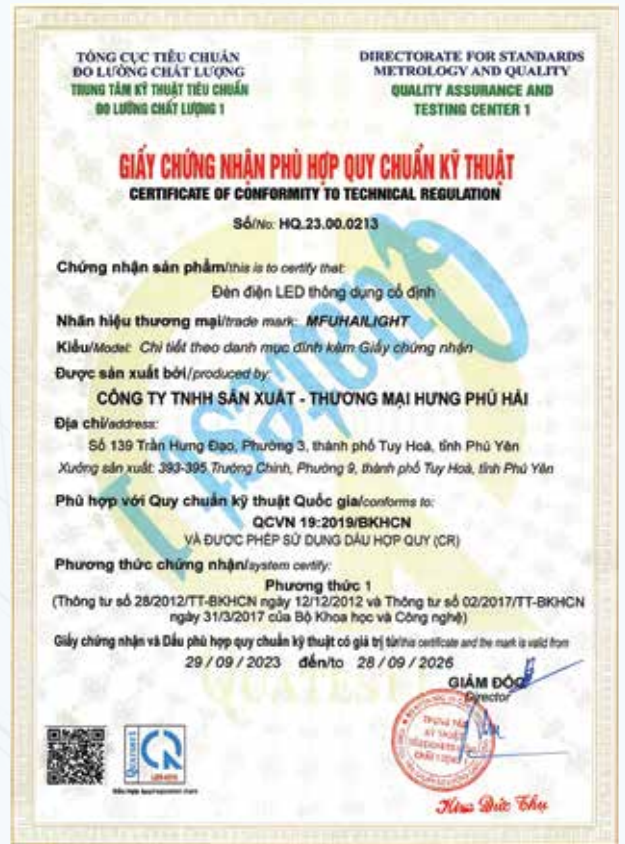 TỔNG CỤC TIÊU CHUẨN
ĐO LƯỜNG CHẤT LƯỢNG
TRUNG TÂM KỸ THUẬT TIÊU CHUẨN
ĐO LƯỜNG CHẤT LƯỢNG 1
DIRECTORATE FOR STANDARDS
METROLOGY AND QUALITY
QUALITY ASSURANCE AND
TESTING CENTER 1
GIẤY CHỨNG NHẬN PHÙ HỢP QUY CHUẨN KỸ THUẬT
CERTIFICATE OF CONFORMITY TO TECHNICAL REGULATION
Số/No: HQ.23.00.0213
Chứng nhận sản phẩm/this is to certify that:
Đèn điện LED thông dụng cố định
Nhãn hiệu thương mại/trade mark: MFUHAILIGHT
Kiểu/Model: Chi tiết theo danh mục đính kèm Giấy chứng nhận
Được sản xuất bởi/produced by:
CÔNG TY TNHH SẢN XUẤT - THƯƠNG MẠI HƯNG PHÚ HẢI
Địa chỉ/address:
Số 139 Trần Hưng Đạo, Phường 3, thành phố Tuy Hoà, tỉnh Phú Yên
Xưởng sản xuất: 393-395 Trường Chinh, Phường 9, thành phố Tuy Hoà, tỉnh Phú Yên
Phù hợp với Quy chuẩn kỹ thuật Quốc gia/conforms to:
QCVN 19:2019/BKHCN
VÀ ĐƯỢC PHÉP SỬ DỤNG DẤU HỢP QUY (CR)
Phương thức chứng nhận/system certify:
Phương thức 1
(Thông tư số 28/2012/TT-BKHCN ngày 12/12/2012 và Thông tư số 02/2017/TT-BKHCN
ngày 31/3/2017 của Bộ Khoa học và Công nghệ)
Giấy chứng nhận và Dấu phù hợp quy chuẩn kỹ thuật có giá trị từ/this certificate and the mark is valid from
29 / 09 / 2023 đến/to 28 / 09 / 2026
GIÁM ĐỐC
Director
TRUNG TÂM
KỸ THUẬT
CHẤT LƯỢNG
QUATEST 1